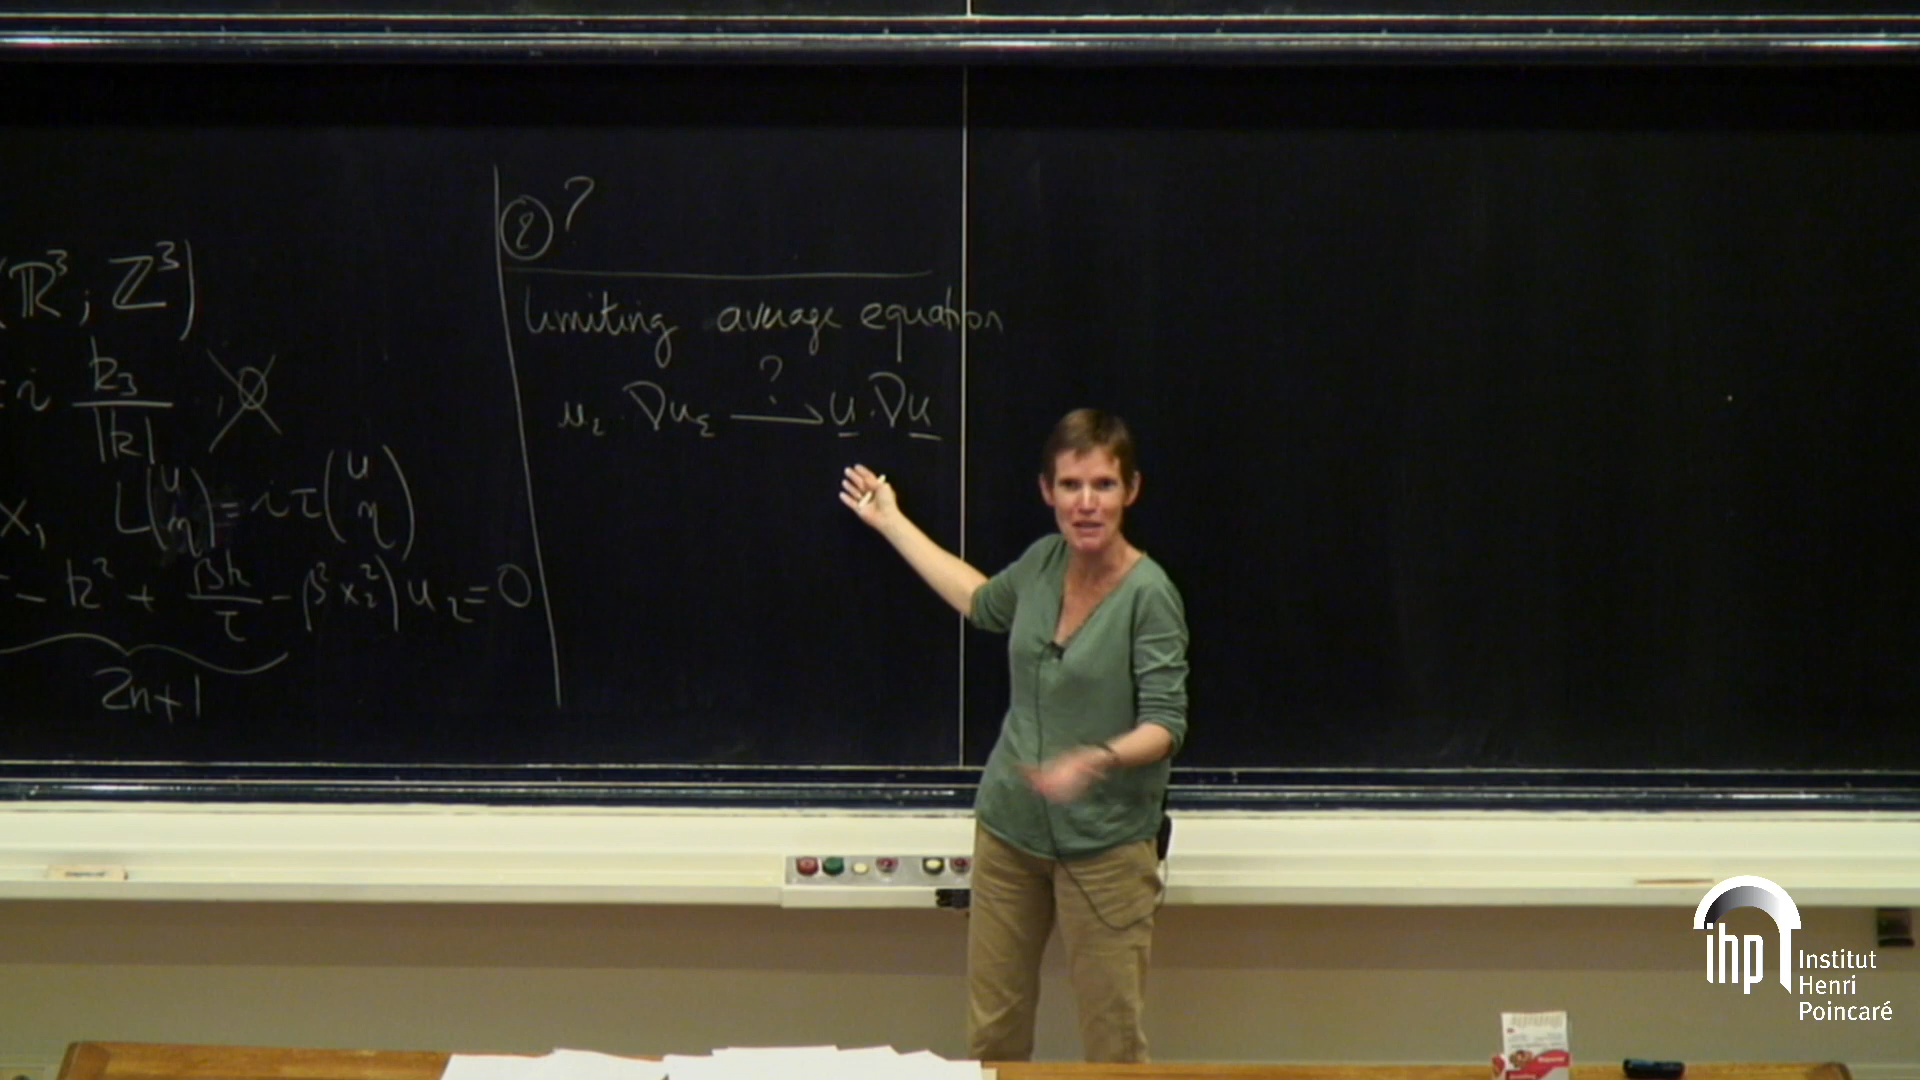 (ℝ³, ℤ³)
± i k₃/|k| , 0
x₁ L(u η) = iτ(u η)
- k² + βk/τ - β²x₂²) u₂ = 0
2n+1
② ?
limiting average equation
?
u_ε · ∇u_ε → u · ∇u
ihp Institut
Henri
Poincaré